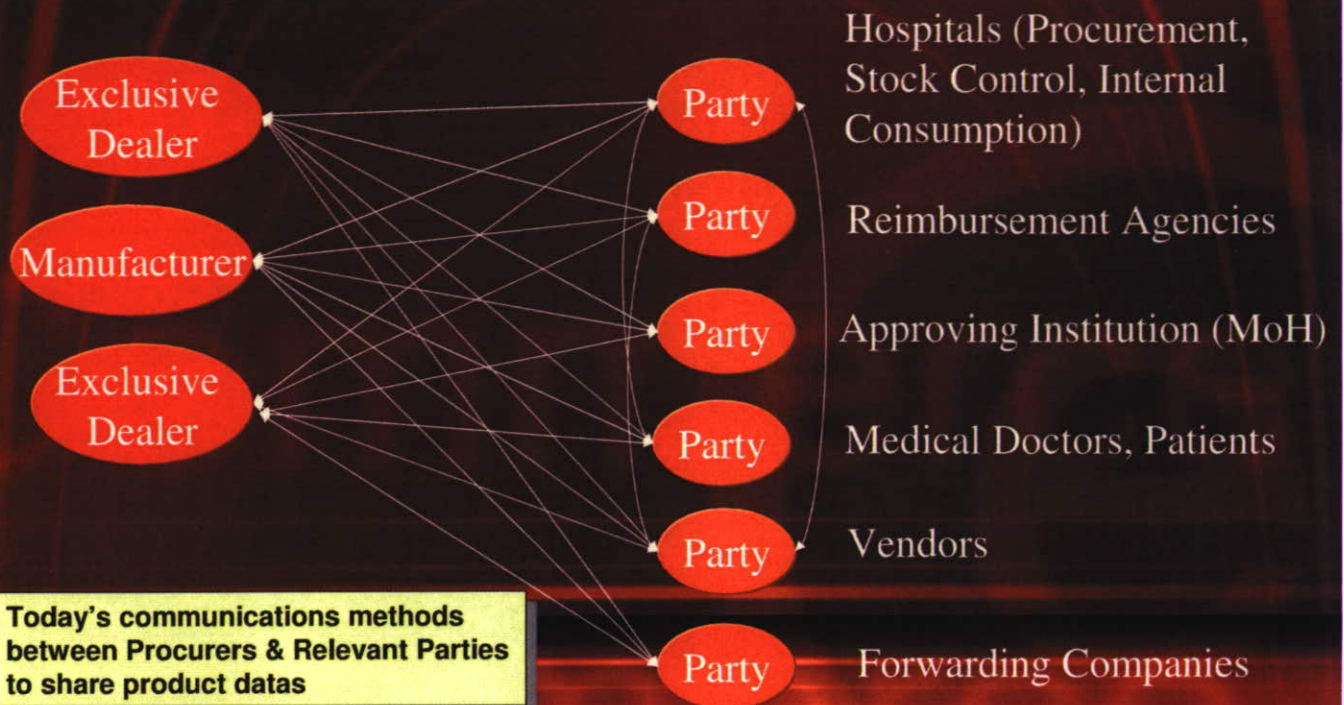 Exclusive
Dealer
Manufacturer
Exclusive
Dealer
Party
Hospitals (Procurement,
Stock Control, Internal
Consumption)
Party
Reimbursement Agencies
Party
Approving Institution (MoH)
Party
Medical Doctors, Patients
Party
Vendors
Party
Forwarding Companies
Today's communications methods
between Procurers & Relevant Parties
to share product datas